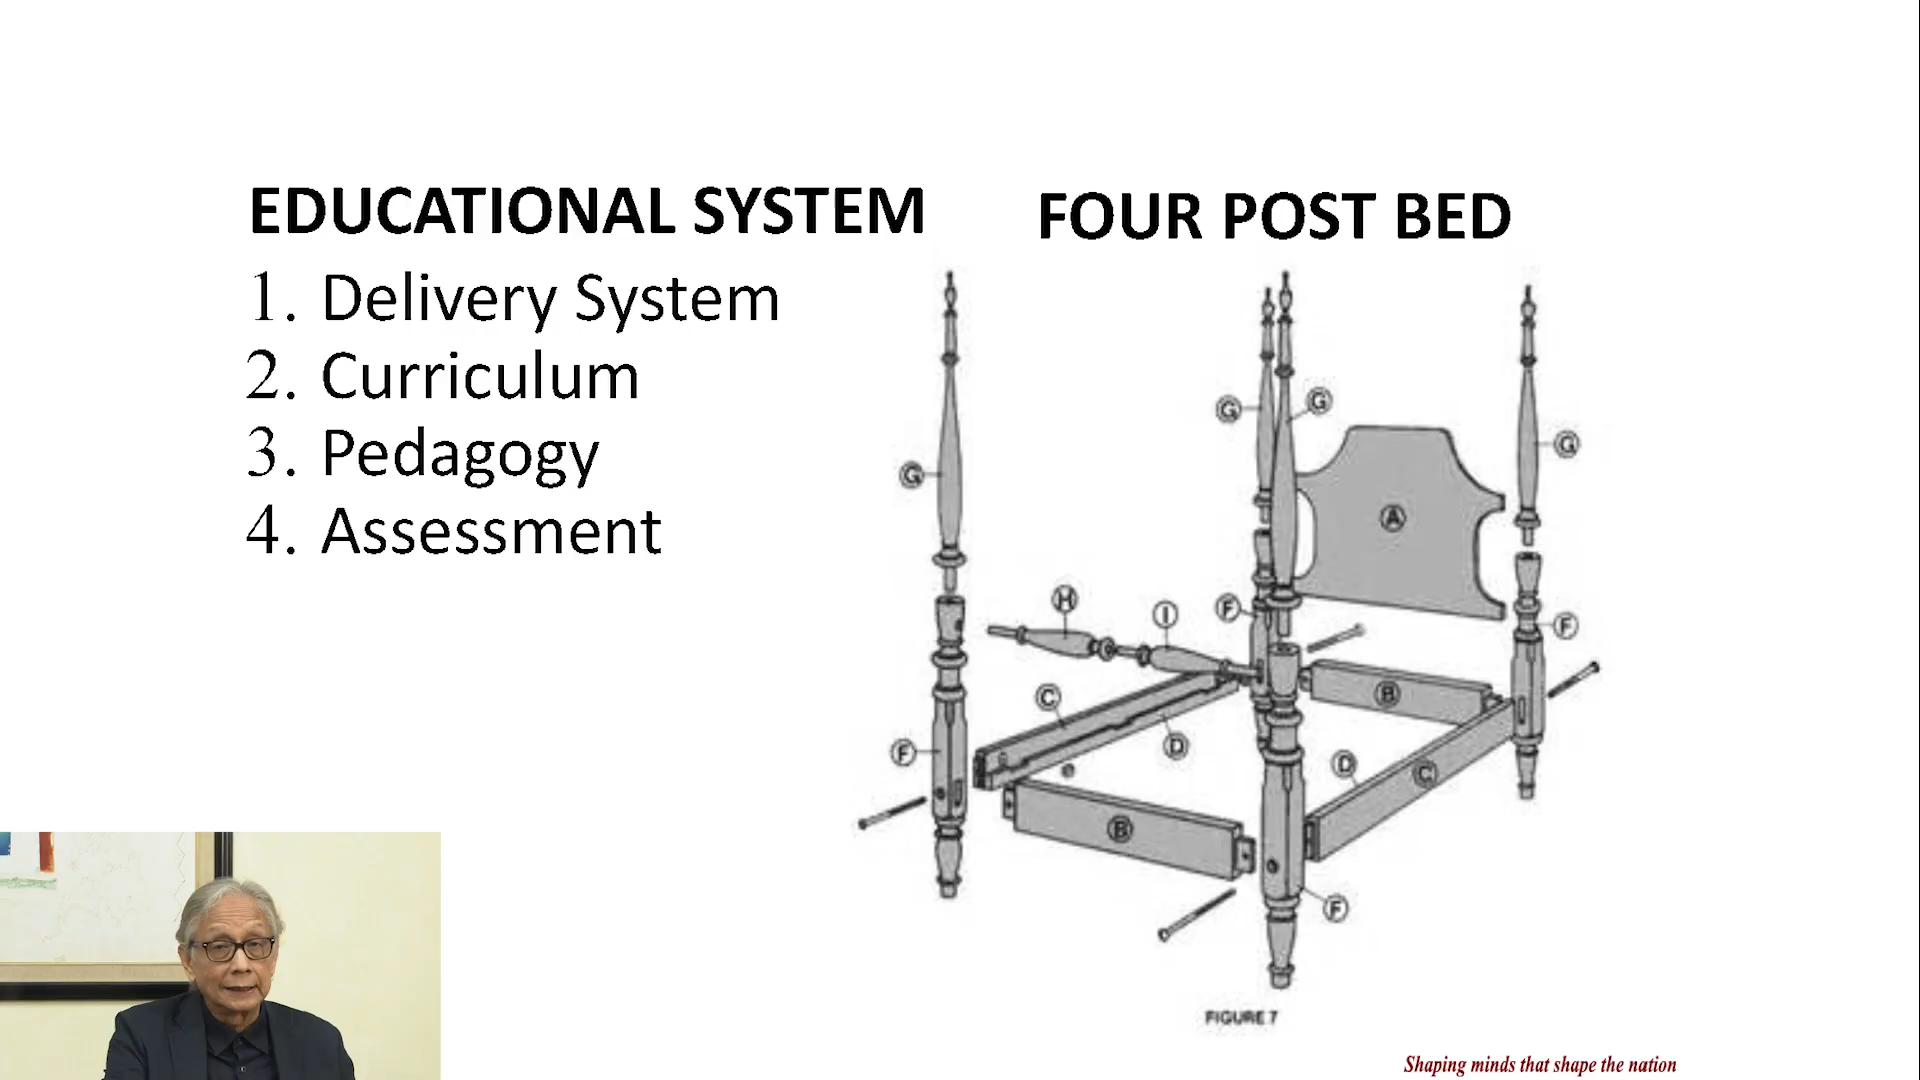 EDUCATIONAL SYSTEM
1. Delivery System
2. Curriculum
3. Pedagogy
4. Assessment
FOUR POST BED
G
G
G
G
A
H
I
F
F
C
B
D
F
D
C
B
F
FIGURE 7
Shaping minds that shape the nation